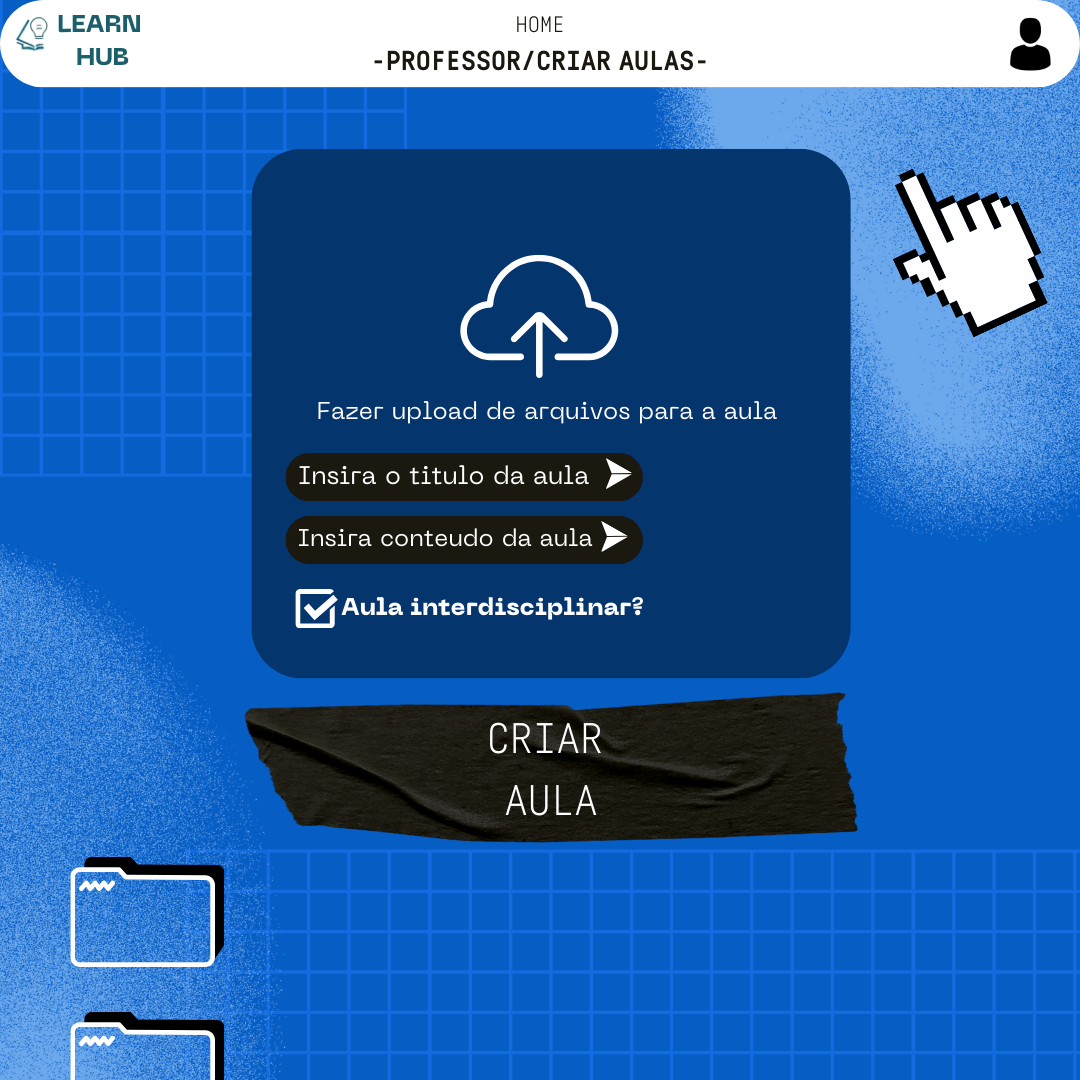 LEARN
HUB
HOME
-PROFESSOR/CRIAR AULAS-
Fazer upload de arquivos para a aula
Insira o titulo da aula
Insira conteudo da aula
Aula interdisciplinar?
CRIAR
AULA